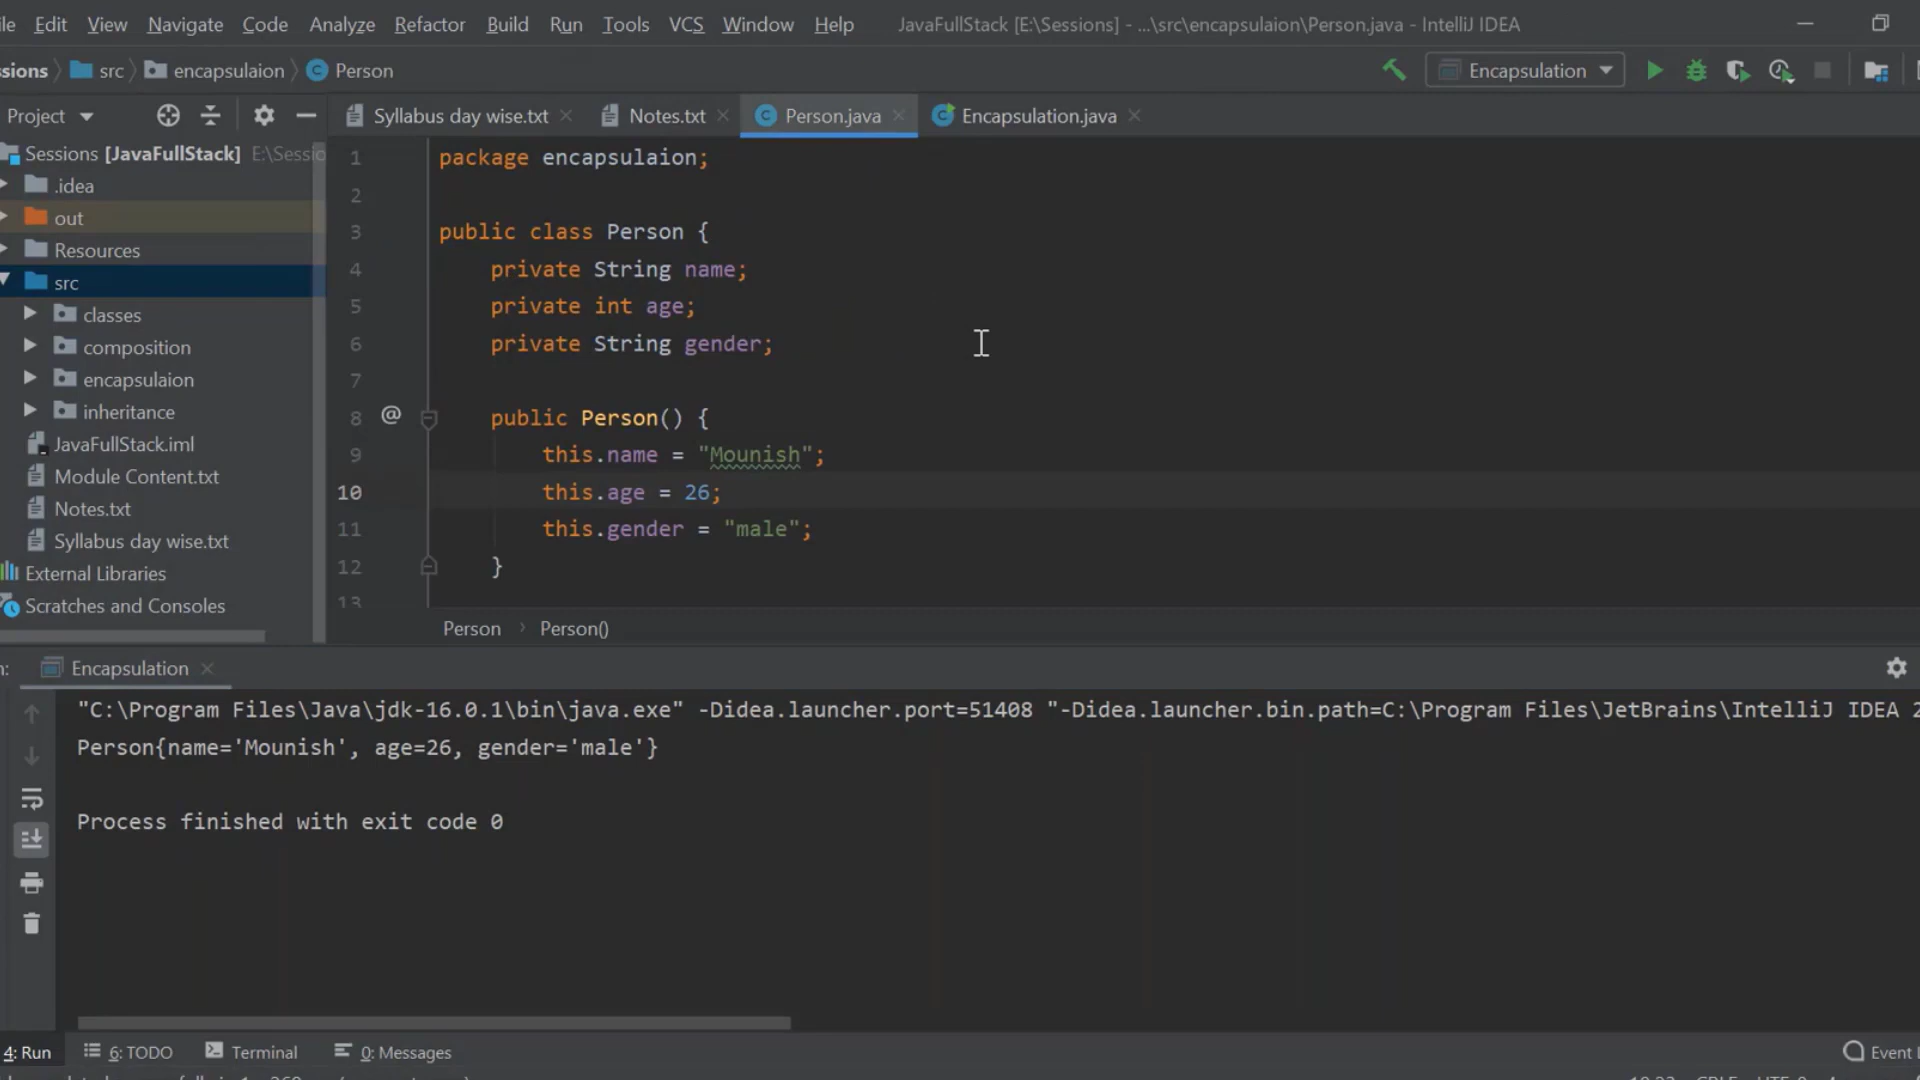 ile Edit View Navigate Code Analyze Refactor Build Run Tools VCS Window Help JavaFullStack [E:\Sessions] - ...\src\encapsulaion\Person.java - IntelliJ IDEA
ssions src encapsulaion Person Encapsulation
Project Syllabus day wise.txt Notes.txt Person.java Encapsulation.java
Sessions [JavaFullStack] E:\Sessio
.idea
out
Resources
src
classes
composition
encapsulaion
inheritance
JavaFullStack.iml
Module Content.txt
Notes.txt
Syllabus day wise.txt
External Libraries
Scratches and Consoles
1 package encapsulaion;
2
3 public class Person {
4 private String name;
5 private int age;
6 private String gender;
7
8 @ public Person() {
9 this.name = "Mounish";
10 this.age = 26;
11 this.gender = "male";
12 }
13
Person Person()
n: Encapsulation
"C:\Program Files\Java\jdk-16.0.1\bin\java.exe" -Didea.launcher.port=51408 "-Didea.launcher.bin.path=C:\Program Files\JetBrains\IntelliJ IDEA 2
Person{name='Mounish', age=26, gender='male'}
Process finished with exit code 0
4: Run 6: TODO Terminal 0: Messages Event